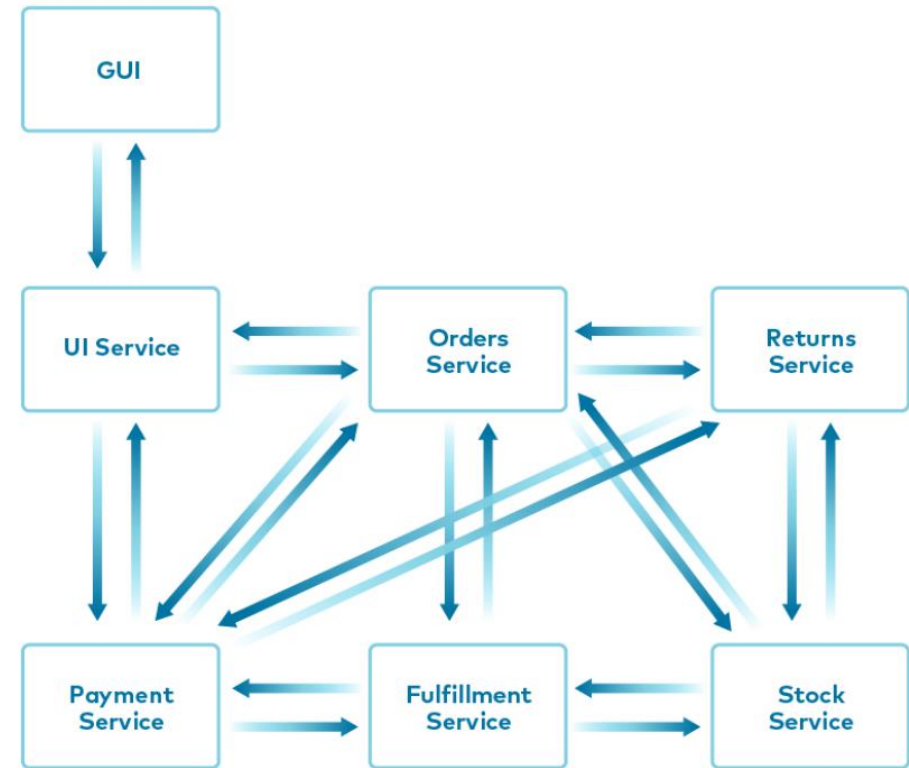 GUI
UI Service
Orders
Service
Returns
Service
Payment
Service
Fulfillment
Service
Stock
Service